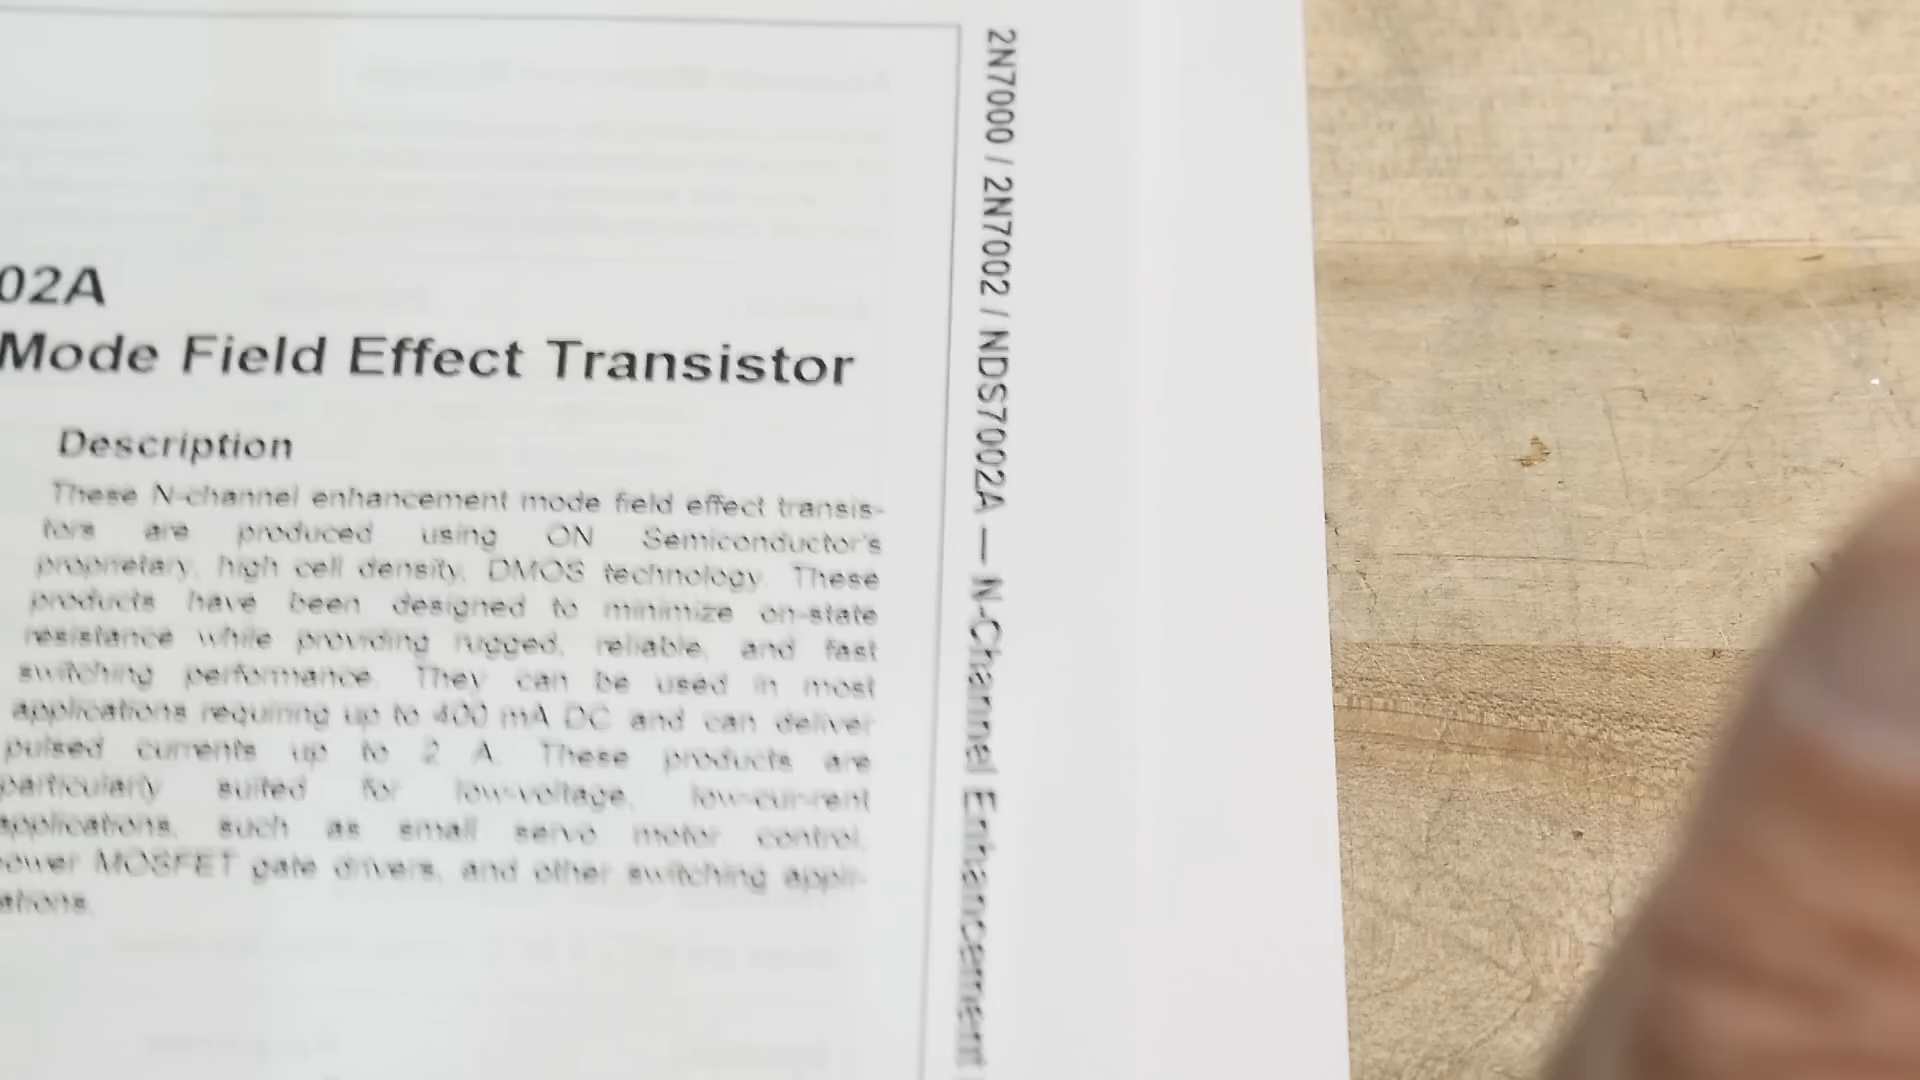 02A
Mode Field Effect Transistor
Description
These N-channel enhancement mode field effect transis-
tors are produced using ON Semiconductor's
proprietary, high cell density, DMOS technology. These
products have been designed to minimize on-state
resistance while providing rugged, reliable, and fast
switching performance. They can be used in most
applications requiring up to 400 mA DC and can deliver
pulsed currents up to 2 A. These products are
particularly suited for low-voltage, low-cur-rent
applications, such as small servo motor control,
ower MOSFET gate drivers, and other switching appli-
ations.
2N7000 / 2N7002 / NDS7002A — N-Channel Enhancement